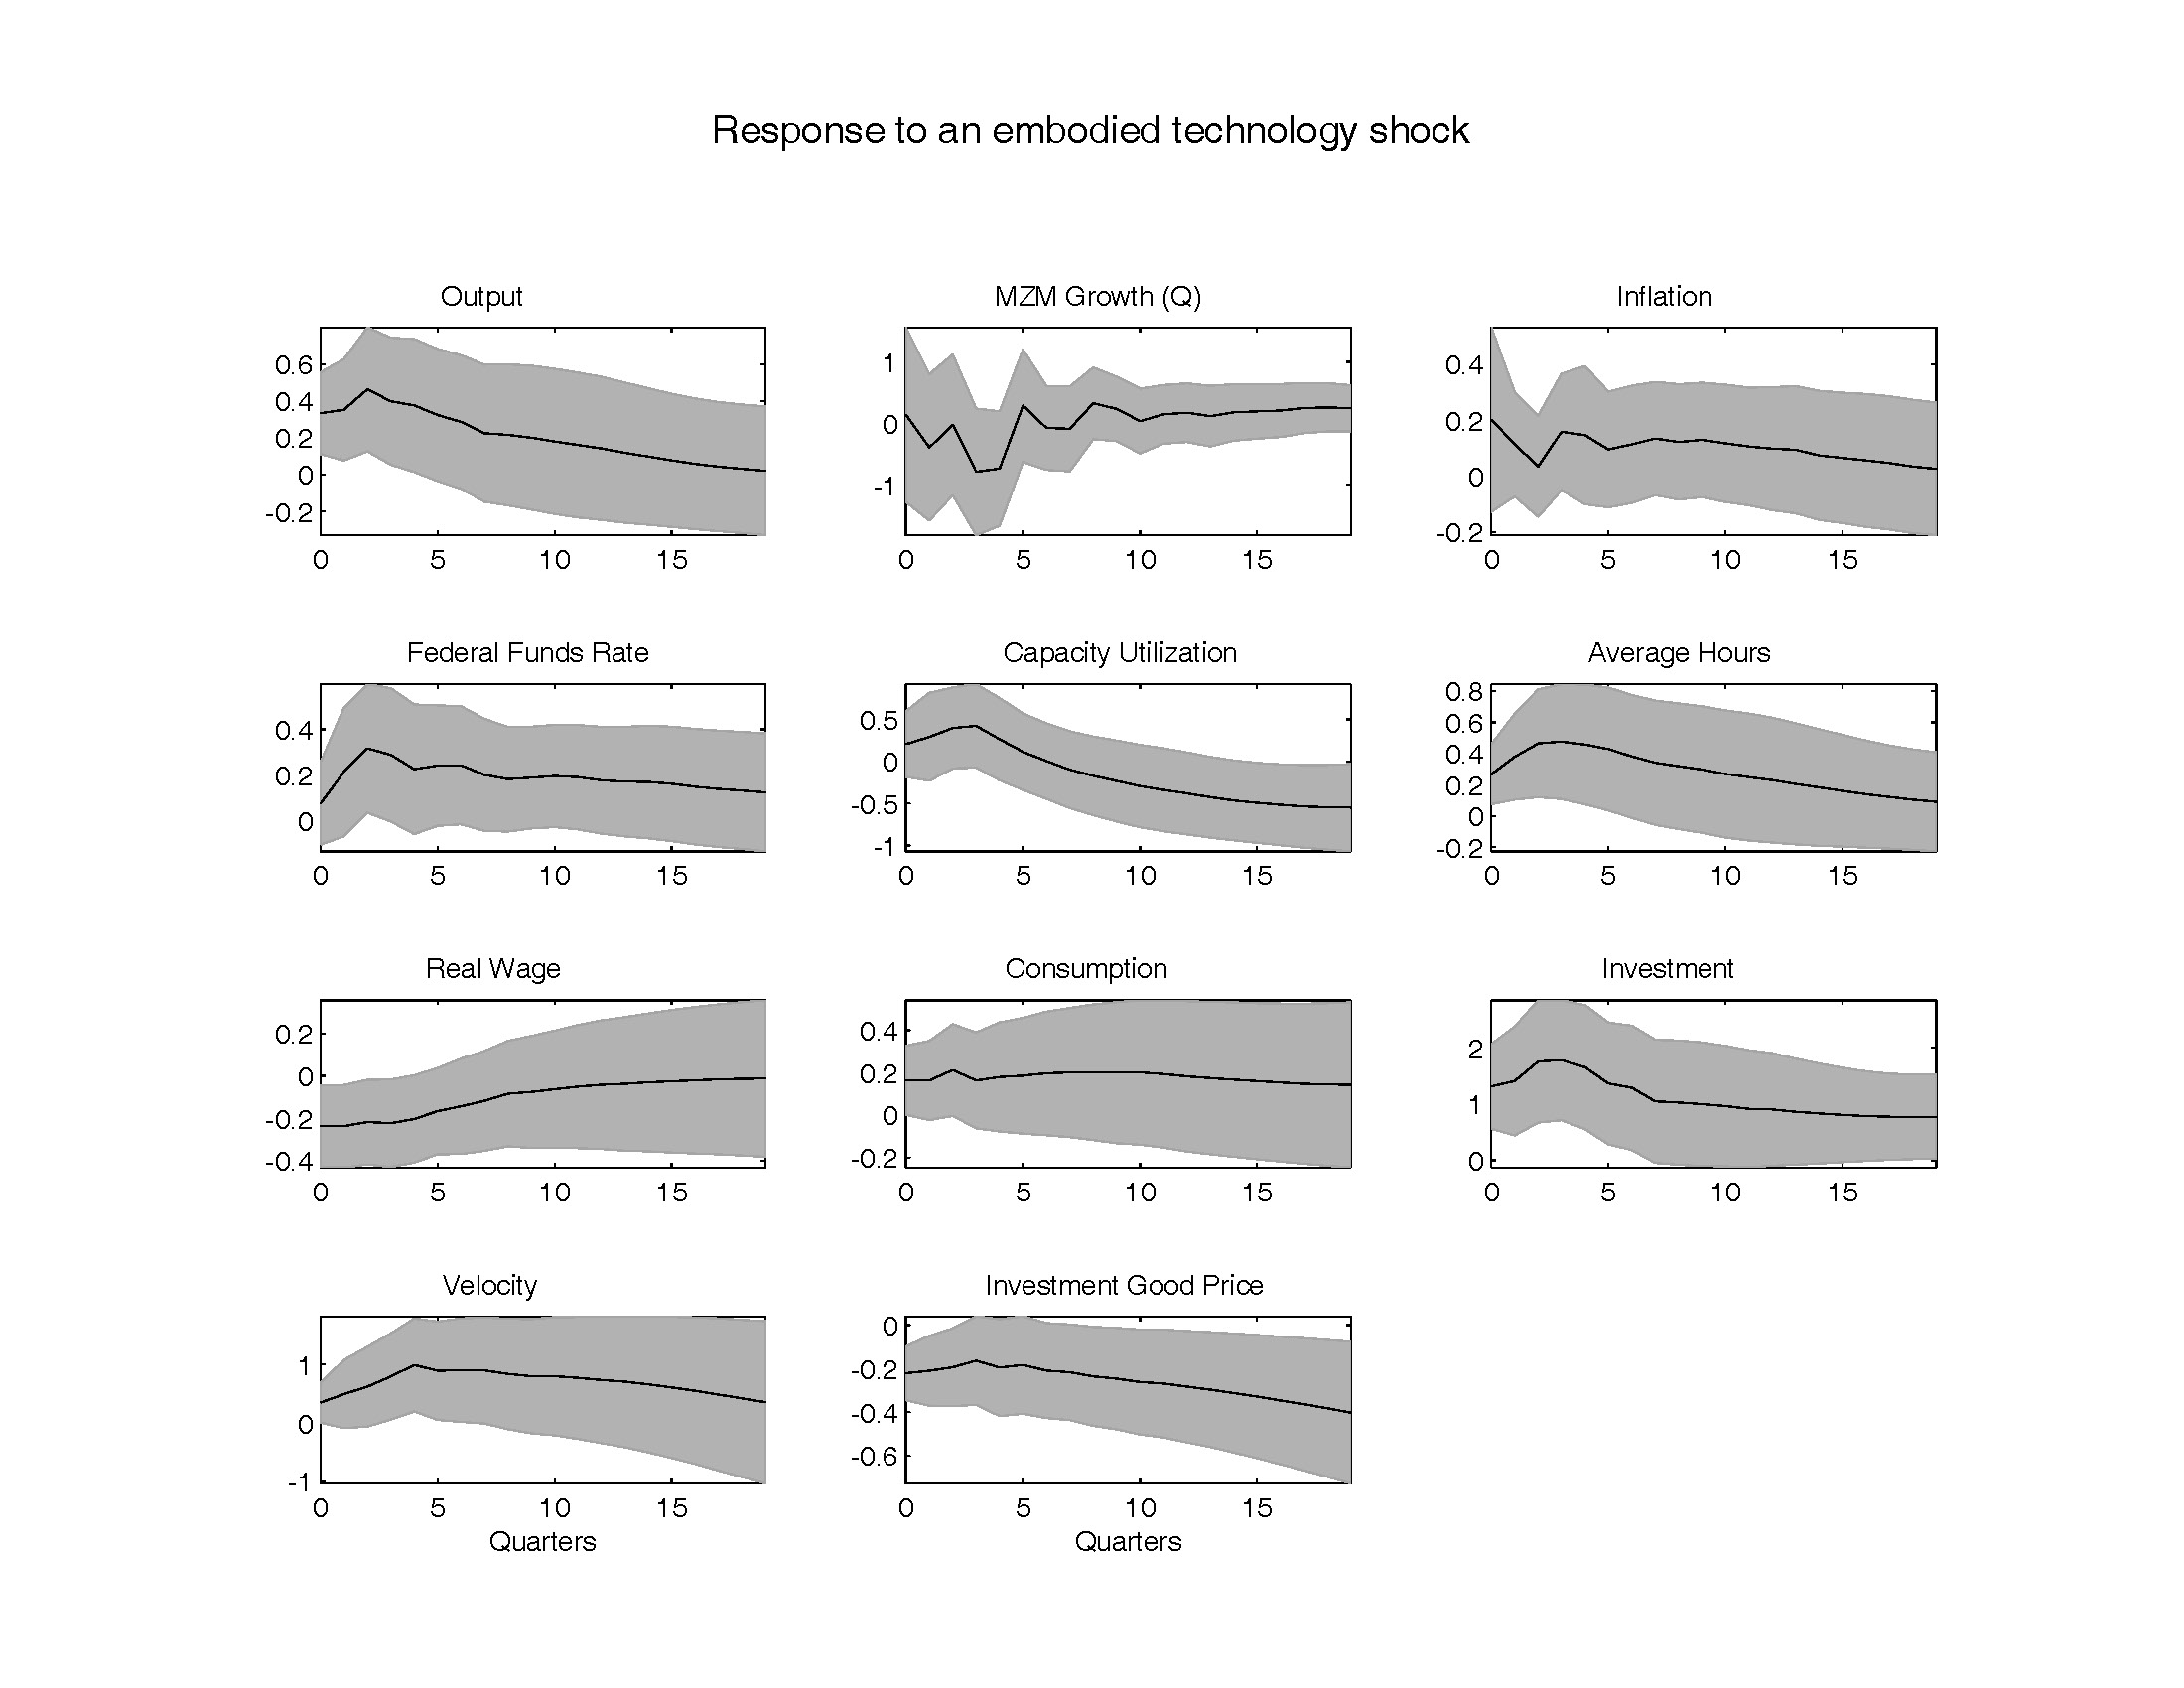 Response to an embodied technology shock
Output
0.6
0.4
0.2
0
-0.2
0 5 10 15
MZM Growth (Q)
1
0
-1
0 5 10 15
Inflation
0.4
0.2
0
-0.2
0 5 10 15
Federal Funds Rate
0.4
0.2
0
0 5 10 15
Capacity Utilization
0.5
0
-0.5
-1
0 5 10 15
Average Hours
0.8
0.6
0.4
0.2
0
-0.2
0 5 10 15
Real Wage
0.2
0
-0.2
-0.4
0 5 10 15
Consumption
0.4
0.2
0
-0.2
0 5 10 15
Investment
2
1
0
0 5 10 15
Velocity
1
0
-1
0 5 10 15
Quarters
Investment Good Price
0
-0.2
-0.4
-0.6
0 5 10 15
Quarters